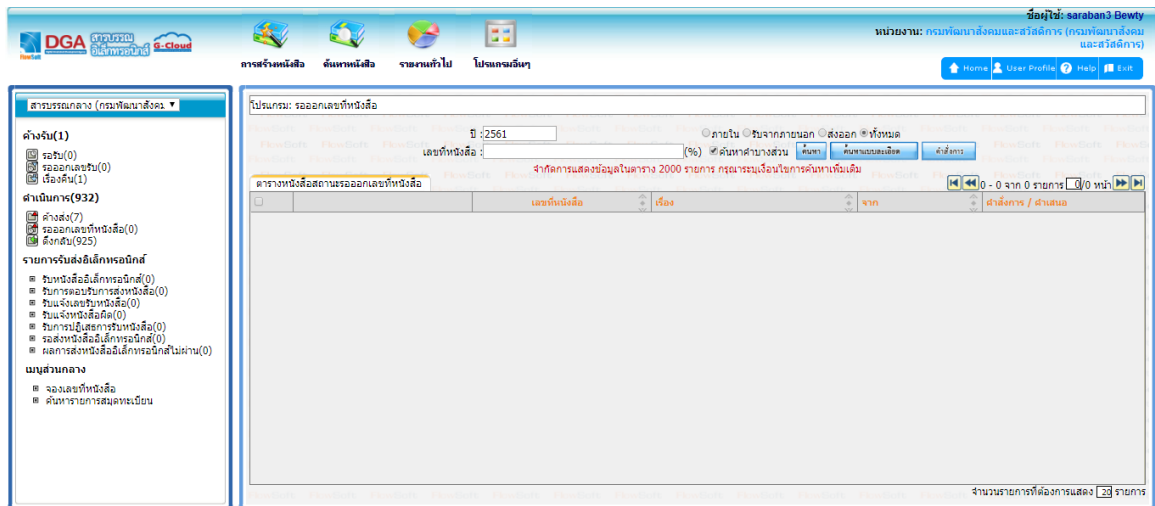 ชื่อผู้ใช้: saraban3 Bewty
หน่วยงาน: กรมพัฒนาสังคมและสวัสดิการ (กรมพัฒนาสังคม
และสวัสดิการ)
DGA สารบรรณ อิเล็กทรอนิกส์ G-Cloud
FlowSoft
การสร้างหนังสือ ค้นหาหนังสือ รายงานทั่วไป โปรแกรมอื่นๆ
Home User Profile Help Exit
สารบรรณกลาง (กรมพัฒนาสังคม
ค้างรับ(1)
รอรับ(0)
รอออกเลขรับ(0)
เรื่องคืน(1)
ดำเนินการ(932)
ค้างส่ง(7)
รอออกเลขที่หนังสือ(0)
ดึงกลับ(925)
รายการรับส่งอิเล็กทรอนิกส์
รับหนังสืออิเล็กทรอนิกส์(0)
รับการตอบรับการส่งหนังสือ(0)
รับแจ้งเลขรับหนังสือ(0)
รับแจ้งหนังสือผิด(0)
รับการปฏิเสธการรับหนังสือ(0)
รอส่งหนังสืออิเล็กทรอนิกส์(0)
ผลการส่งหนังสืออิเล็กทรอนิกส์ไม่ผ่าน(0)
เมนูส่วนกลาง
จองเลขที่หนังสือ
ค้นหารายการสมุดทะเบียน
โปรแกรม: รอออกเลขที่หนังสือ
ปี : 2561 ภายใน รับจากภายนอก ส่งออก ทั้งหมด
เลขที่หนังสือ : (%) ค้นหาคำบางส่วน ค้นหา ค้นหาแบบละเอียด คำสั่งการ
จำกัดการแสดงข้อมูลในตาราง 2000 รายการ กรุณาระบุเงื่อนไขการค้นหาเพิ่มเติม
ตารางหนังสือสถานะรอออกเลขที่หนังสือ 0 - 0 จาก 0 รายการ 0/0 หน้า
เลขที่หนังสือ เรื่อง จาก คำสั่งการ / คำเสนอ
จำนวนรายการที่ต้องการแสดง 20 รายการ